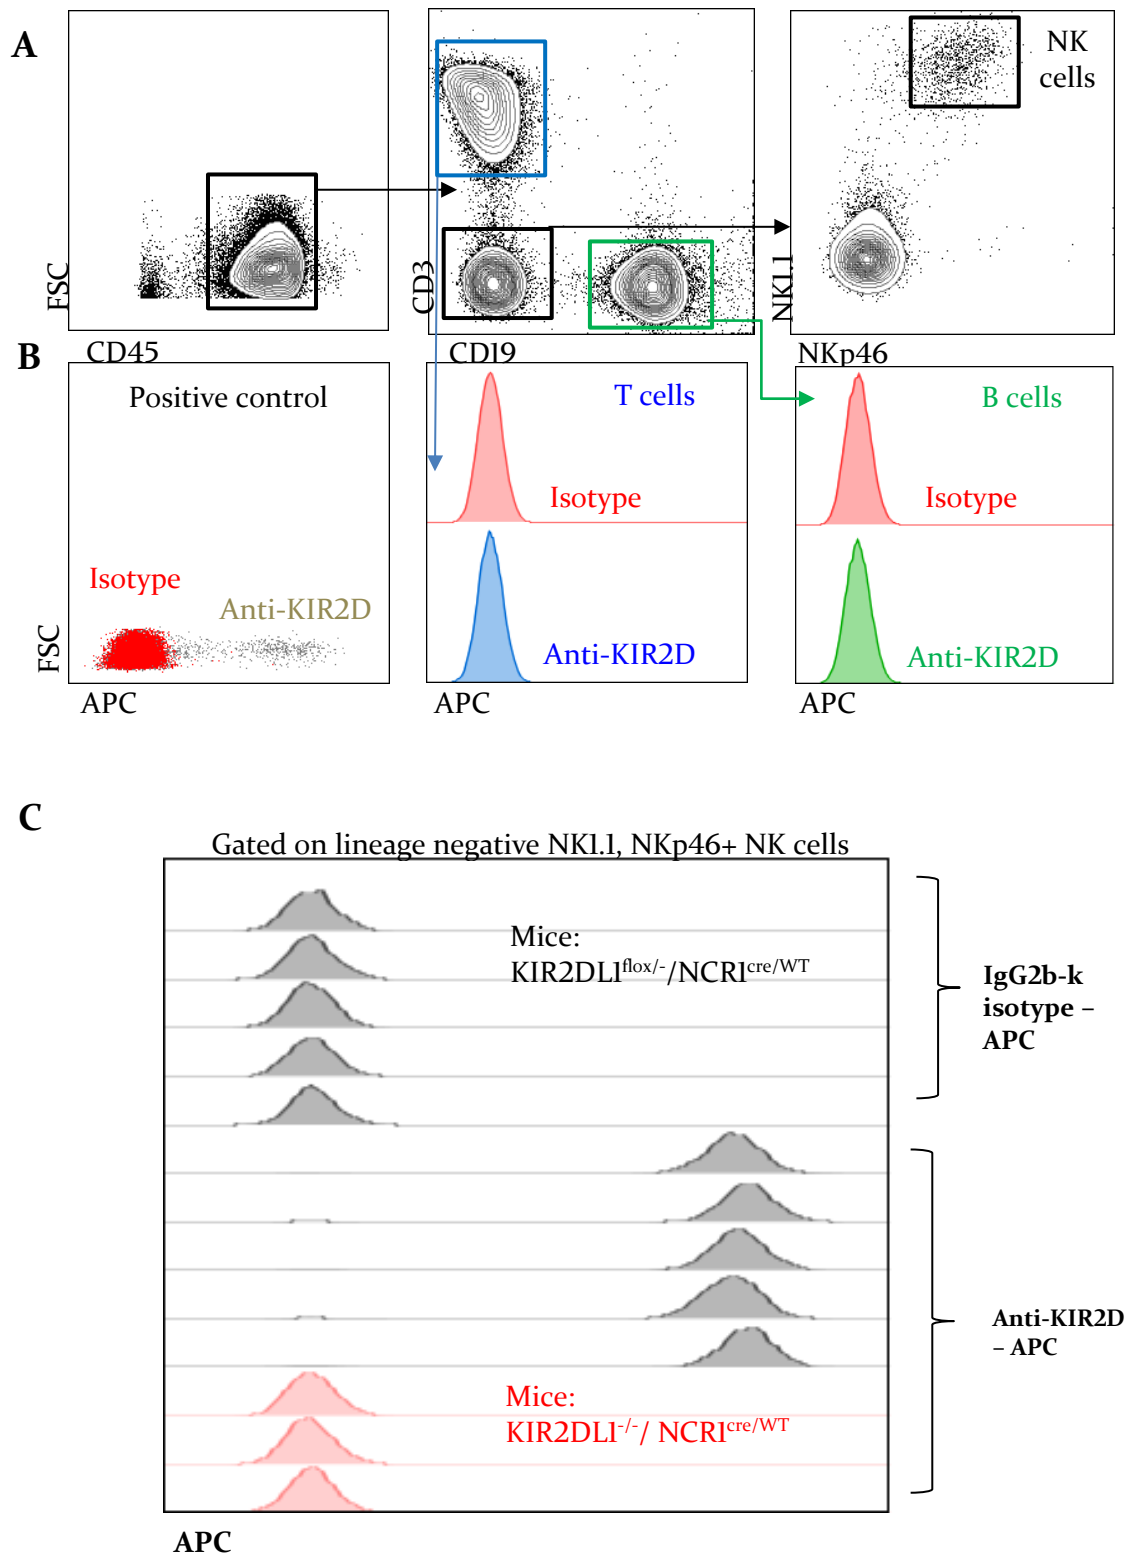 A
NK
cells
FSC
CD3
NK1.1
CD45
CD19
NKp46
B
Positive control
T cells
B cells
Isotype
Isotype
Isotype
Anti-KIR2D
FSC
Anti-KIR2D
Anti-KIR2D
APC
APC
APC
C
Gated on lineage negative NK1.1, NKp46+ NK cells
Mice:
KIR2DL1flox/-/NCR1cre/WT
IgG2b-k
isotype –
APC
Anti-KIR2D
– APC
Mice:
KIR2DL1-/-/ NCR1cre/WT
APC